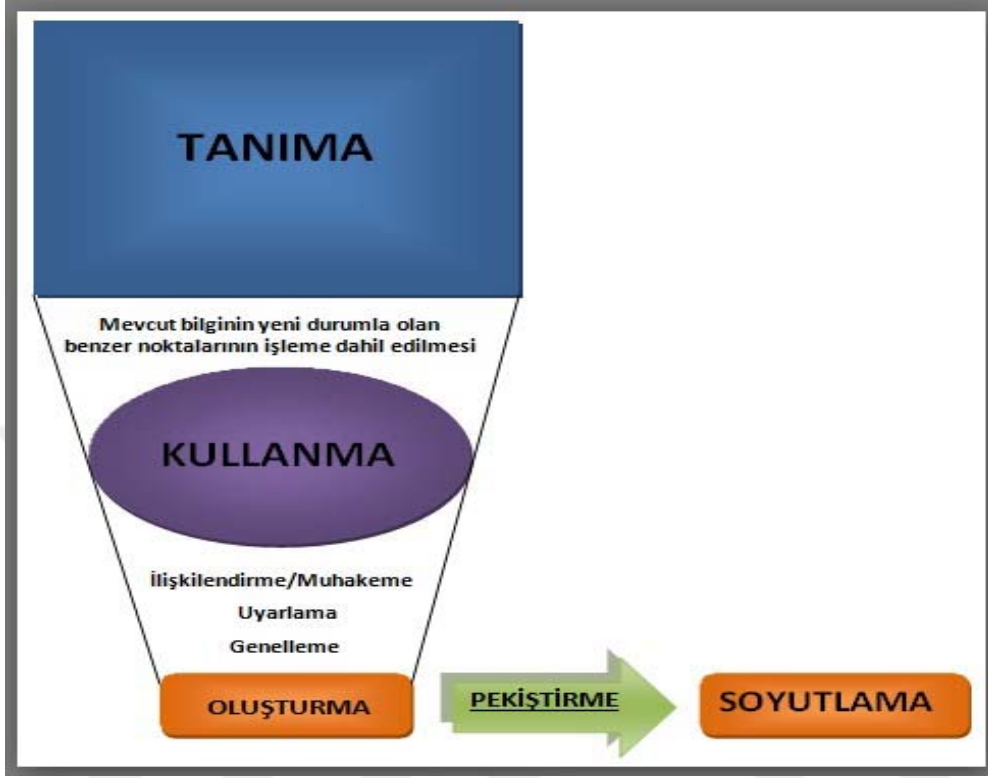 TANIMA
Mevcut bilginin yeni durumla olan
benzer noktalarının işleme dahil edilmesi
KULLANMA
İlişkilendirme/Muhakeme
Uyarlama
Genelleme
OLUŞTURMA
PEKİŞTİRME
SOYUTLAMA